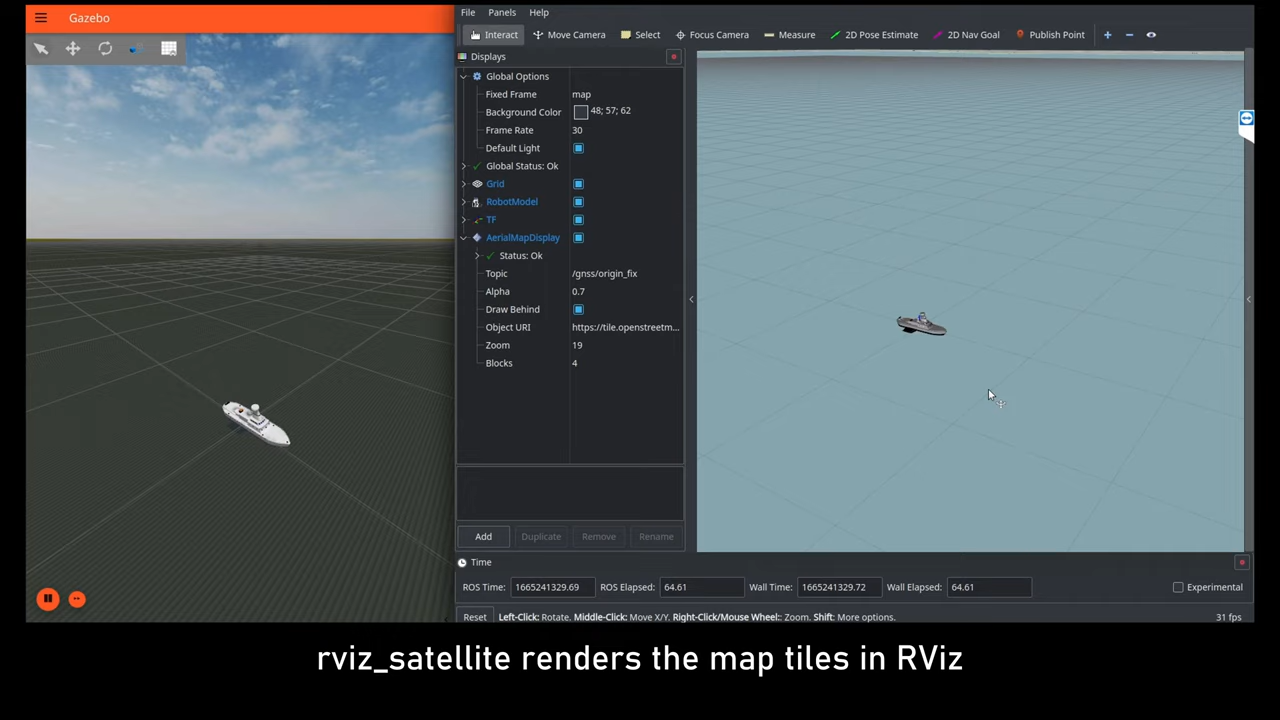 Gazebo
File Panels Help
Interact Move Camera Select Focus Camera Measure 2D Pose Estimate 2D Nav Goal Publish Point
Displays
Global Options
Fixed Frame map
Background Color 48; 57; 62
Frame Rate 30
Default Light
Global Status: Ok
Grid
RobotModel
TF
AerialMapDisplay
Status: Ok
Topic /gnss/origin_fix
Alpha 0.7
Draw Behind
Object URI https://tile.openstreetm...
Zoom 19
Blocks 4
Add Duplicate Remove Rename
Time
ROS Time: 1665241329.69 ROS Elapsed: 64.61 Wall Time: 1665241329.72 Wall Elapsed: 64.61 Experimental
Reset Left-Click: Rotate. Middle-Click: Move X/Y. Right-Click/Mouse Wheel:: Zoom. Shift: More options. 31 fps
rviz_satellite renders the map tiles in RViz